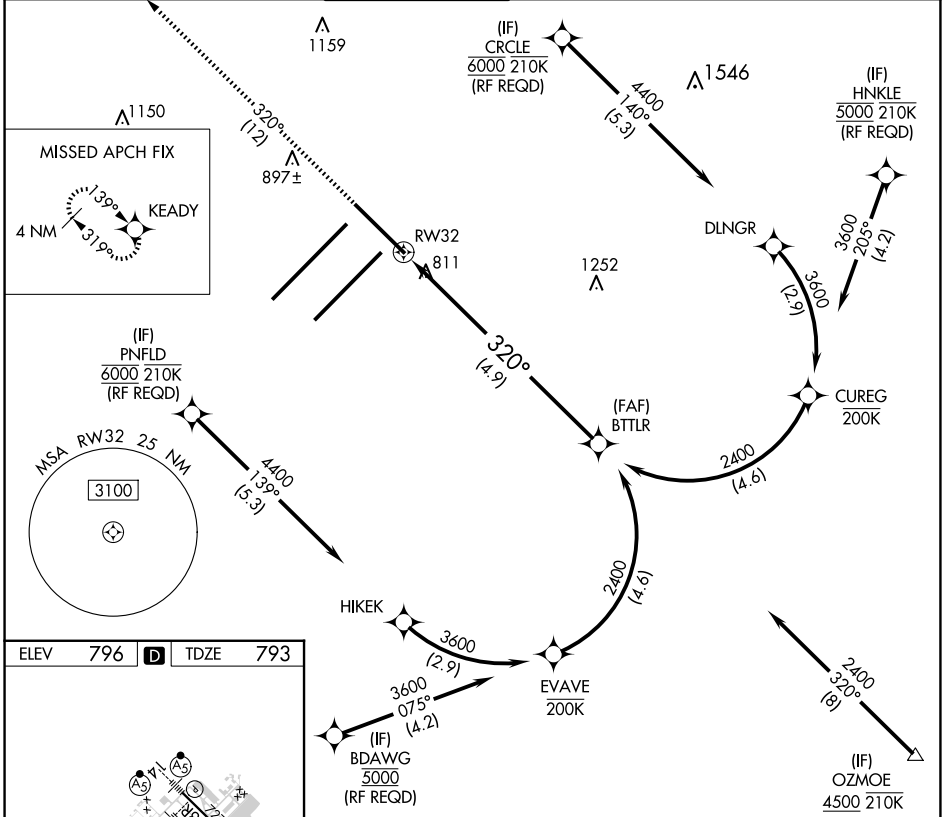 1159
(IF)
CRCLE
6000 210K
(RF REQD)
1546
(IF)
HNKLE
5000 210K
(RF REQD)
4400
140°
(5.3)
1150
320°
(12)
897±
MISSED APCH FIX
139°
KEADY
4 NM
319°
RW32
811
DLNGR
3600
205°
(4.2)
1252
3600
(2.9)
320°
(4.9)
(IF)
PNFLD
6000 210K
(RF REQD)
CUREG
200K
(FAF)
BTTLR
2400
(4.6)
MSA RW32 25 NM
3100
4400
139°
(5.3)
2400
(4.6)
HIKEK
3600
(2.9)
EVAVE
200K
ELEV 796 D TDZE 793
3600
075°
(4.2)
(IF)
BDAWG
5000
(RF REQD)
2400
320°
(8)
(IF)
OZMOE
4500 210K
A5
A5
P